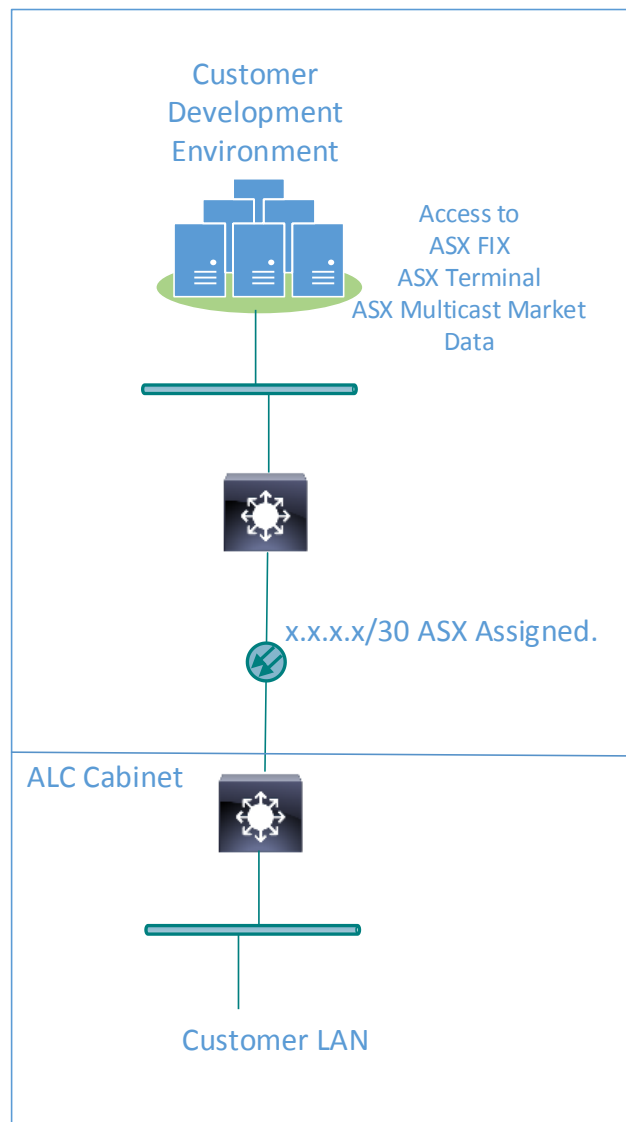 Customer
Development
Environment
Access to
ASX FIX
ASX Terminal
ASX Multicast Market
Data
x.x.x.x/30 ASX Assigned.
ALC Cabinet
Customer LAN